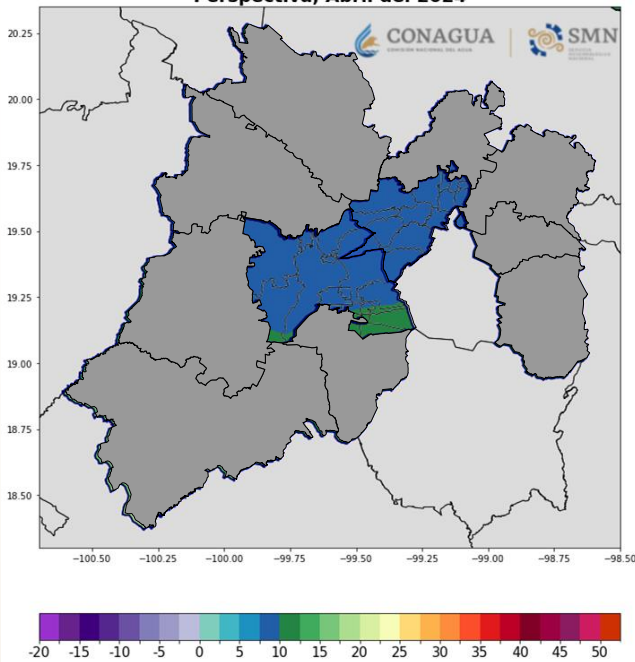 Perspectiva, Abril del 2024
CONAGUA
COMISIÓN NACIONAL DEL AGUA
SMN
SERVICIO METEOROLÓGICO NACIONAL
20.25
20.00
19.75
19.50
19.25
19.00
18.75
18.50
−100.50 −100.25 −100.00 −99.75 −99.50 −99.25 −99.00 −98.75 −98.50
-20 -15 -10 -5 0 5 10 15 20 25 30 35 40 45 50